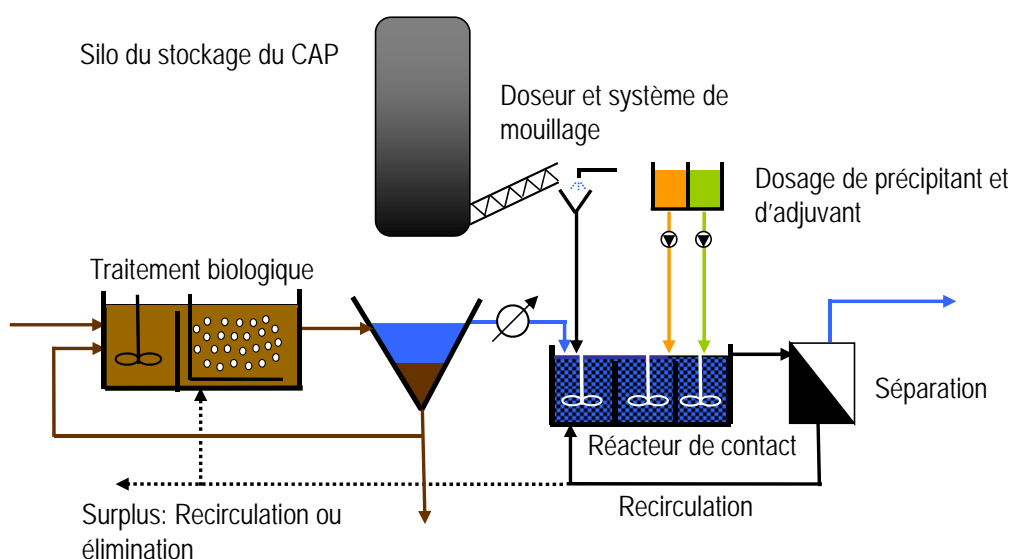 Silo du stockage du CAP
Doseur et système de
mouillage
Dosage de précipitant et
d'adjuvant
Traitement biologique
Séparation
Réacteur de contact
Recirculation
Surplus: Recirculation ou
élimination